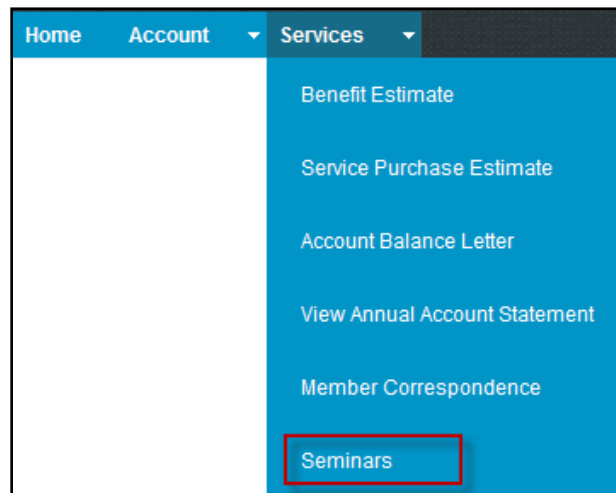 Home Account Services
Benefit Estimate
Service Purchase Estimate
Account Balance Letter
View Annual Account Statement
Member Correspondence
Seminars